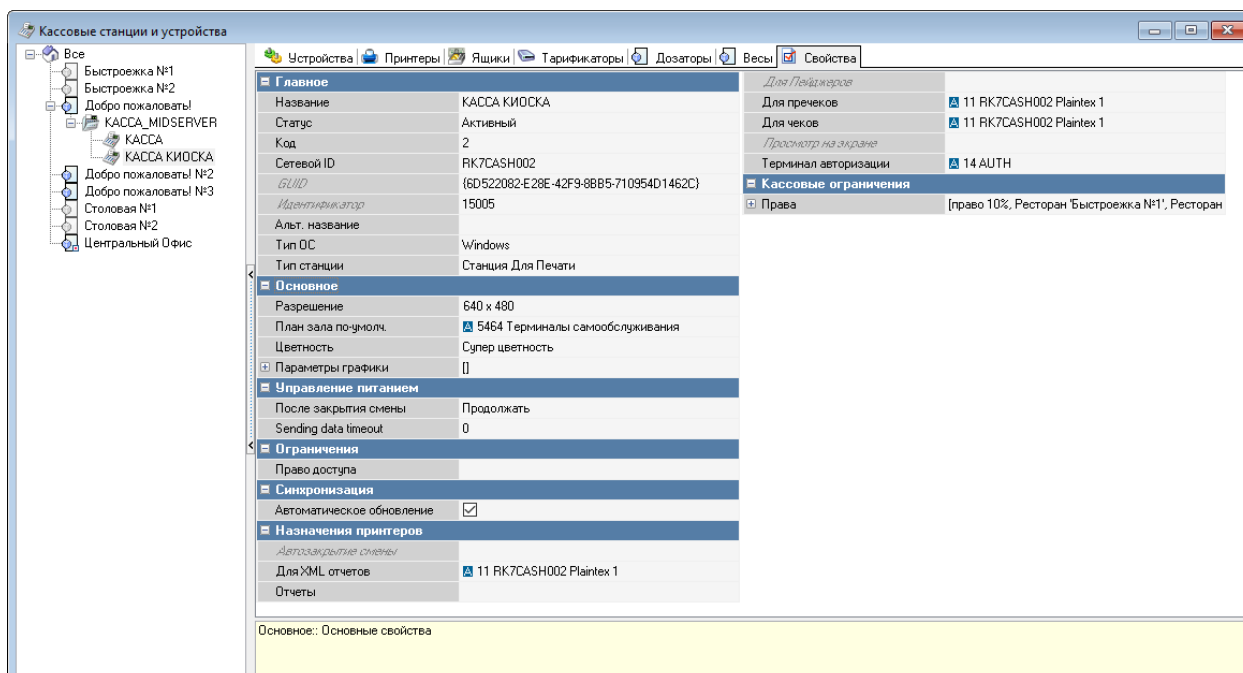 Кассовые станции и устройства
Все
Быстроежка №1
Быстроежка №2
Добро пожаловать!
КАССА_MIDSERVER
КАССА
КАССА КИОСКА
Добро пожаловать! №2
Добро пожаловать! №3
Столовая №1
Столовая №2
Центральный Офис
Устройства Принтеры Ящики Тарификаторы Дозаторы Весы Свойства
Главное
Название КАССА КИОСКА
Статус Активный
Код 2
Сетевой ID RK7CASH002
GUID {6D522082-E28E-42F9-8BB5-710954D1462C}
Идентификатор 15005
Альт. название
Тип ОС Windows
Тип станции Станция Для Печати
Основное
Разрешение 640 x 480
План зала по-умолч. 5464 Терминалы самообслуживания
Цветность Супер цветность
Параметры графики []
Управление питанием
После закрытия смены Продолжать
Sending data timeout 0
Ограничения
Право доступа
Синхронизация
Автоматическое обновление
Назначения принтеров
Автозакрытие смены
Для XML отчетов 11 RK7CASH002 Plaintex 1
Отчеты
Для Пейджеров
Для пречеков 11 RK7CASH002 Plaintex 1
Для чеков 11 RK7CASH002 Plaintex 1
Просмотр на экране
Терминал авторизации 14 AUTH
Кассовые ограничения
Права [право 10%, Ресторан 'Быстроежка №1', Ресторан
Основное:: Основные свойства